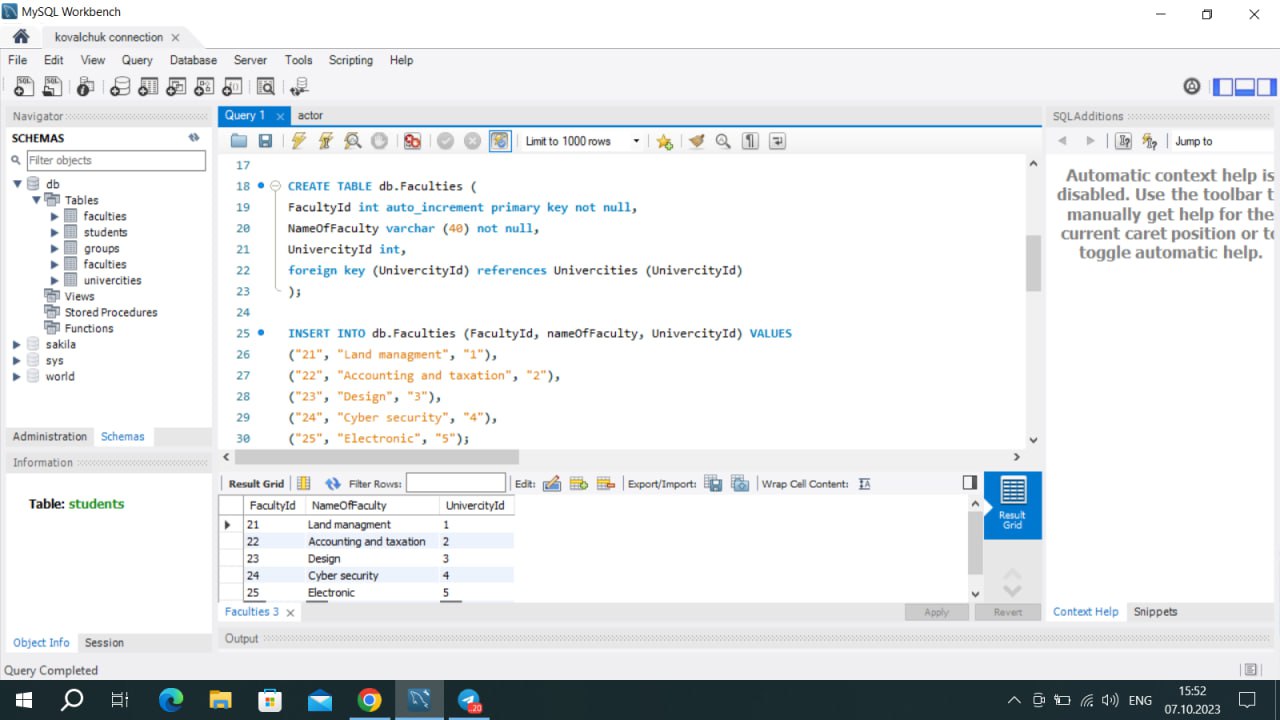 MySQL Workbench
kovalchuk connection
File Edit View Query Database Server Tools Scripting Help
Navigator
SCHEMAS
Filter objects
db
Tables
faculties
students
groups
faculties
univercities
Views
Stored Procedures
Functions
sakila
sys
world
Administration Schemas
Information
Table: students
Object Info Session
Query 1 actor
Limit to 1000 rows
17
18 CREATE TABLE db.Faculties (
19 FacultyId int auto_increment primary key not null,
20 NameOfFaculty varchar (40) not null,
21 UnivercityId int,
22 foreign key (UnivercityId) references Univercities (UnivercityId)
23 );
24
25 INSERT INTO db.Faculties (FacultyId, nameOfFaculty, UnivercityId) VALUES
26 ("21", "Land managment", "1"),
27 ("22", "Accounting and taxation", "2"),
28 ("23", "Design", "3"),
29 ("24", "Cyber security", "4"),
30 ("25", "Electronic", "5");
Result Grid Filter Rows: Edit: Export/Import: Wrap Cell Content:
FacultyId NameOfFaculty UnivercityId
21 Land managment 1
22 Accounting and taxation 2
23 Design 3
24 Cyber security 4
25 Electronic 5
Result
Grid
Faculties 3 Apply Revert
Output
SQLAdditions
Jump to
Automatic context help is
disabled. Use the toolbar t
manually get help for the
current caret position or to
toggle automatic help.
Context Help Snippets
Query Completed
20
ENG
15:52
07.10.2023